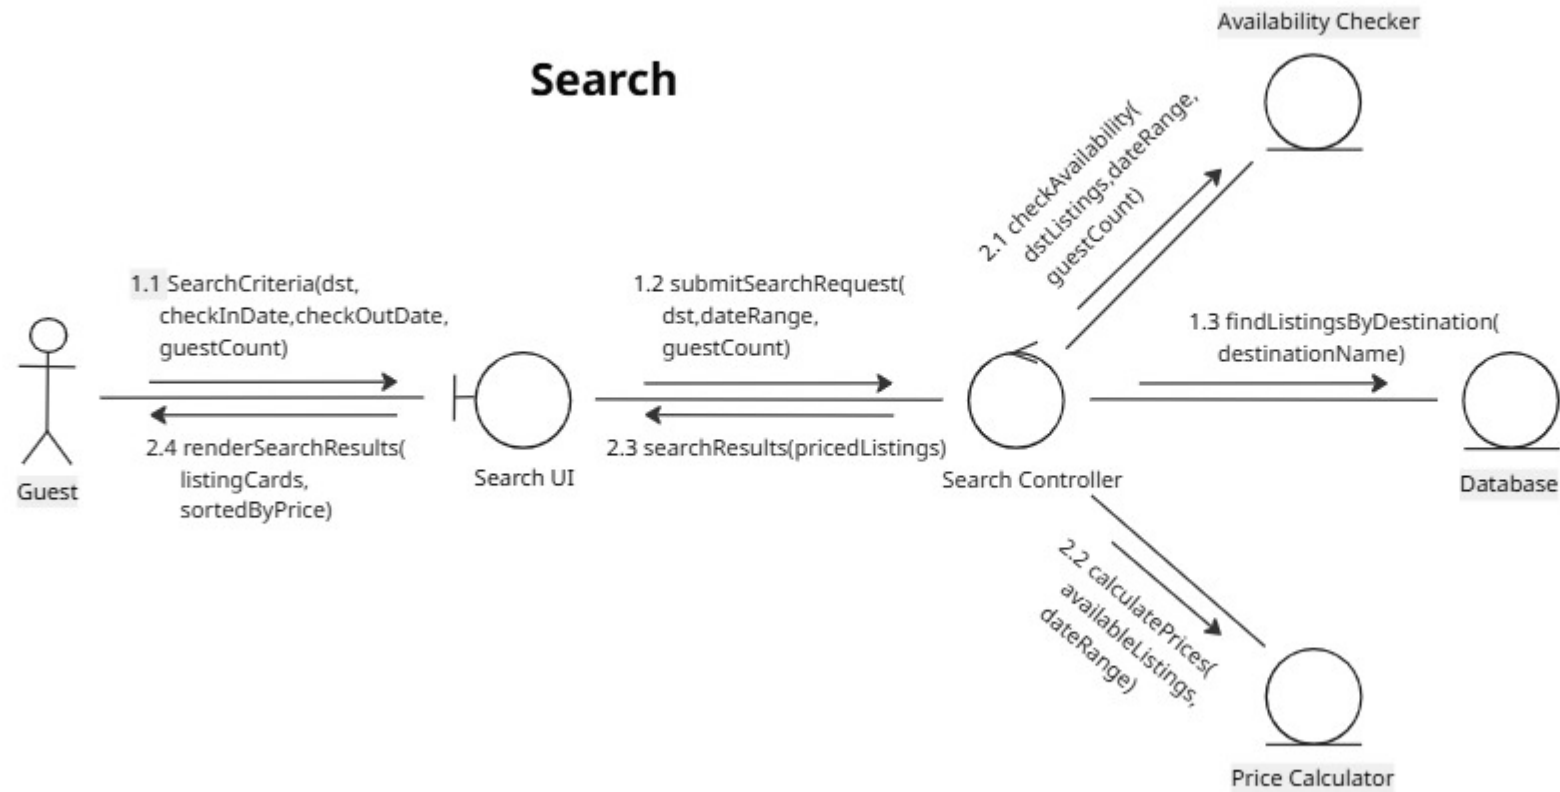 Availability Checker
Search
2.1 checkAvailability(
dstListings,dateRange,
guestCount)
1.1 SearchCriteria(dst,
checkInDate,checkOutDate,
guestCount)
1.2 submitSearchRequest(
dst,dateRange,
guestCount)
1.3 findListingsByDestination(
destinationName)
2.4 renderSearchResults(
listingCards,
sortedByPrice)
2.3 searchResults(pricedListings)
Guest
Search UI
Search Controller
Database
2.2 calculatePrices(
availableListings,
dateRange)
Price Calculator